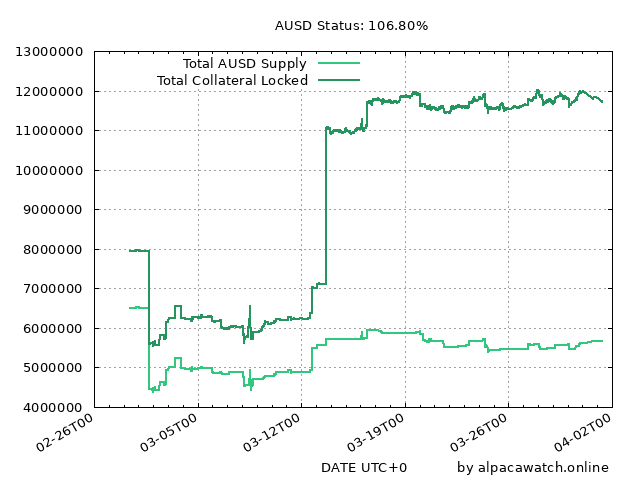 AUSD Status: 106.80%
13000000
12000000
11000000
10000000
9000000
8000000
7000000
6000000
5000000
4000000
Total AUSD Supply
Total Collateral Locked
02-26T00
03-05T00
03-12T00
03-19T00
03-26T00
04-02T00
DATE UTC+0
by alpacawatch.online